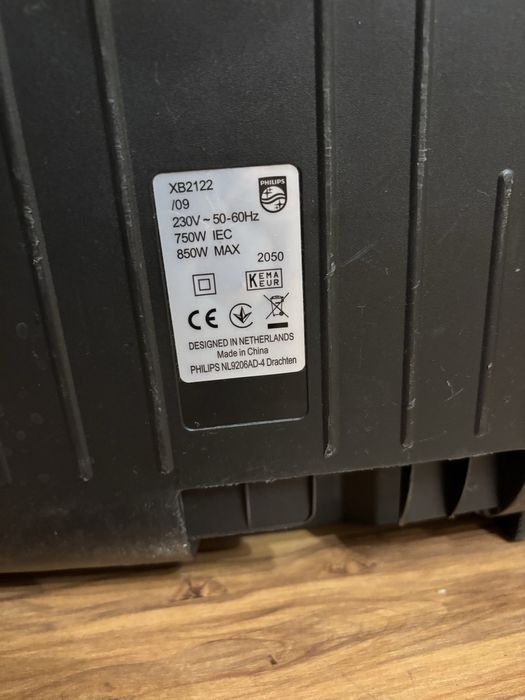 XB2122
/09
PHILIPS
230V ~ 50-60Hz
750W IEC
850W MAX
2050
KEMA
EUR
CE
DESIGNED IN NETHERLANDS
Made in China
PHILIPS NL9206AD-4 Drachten